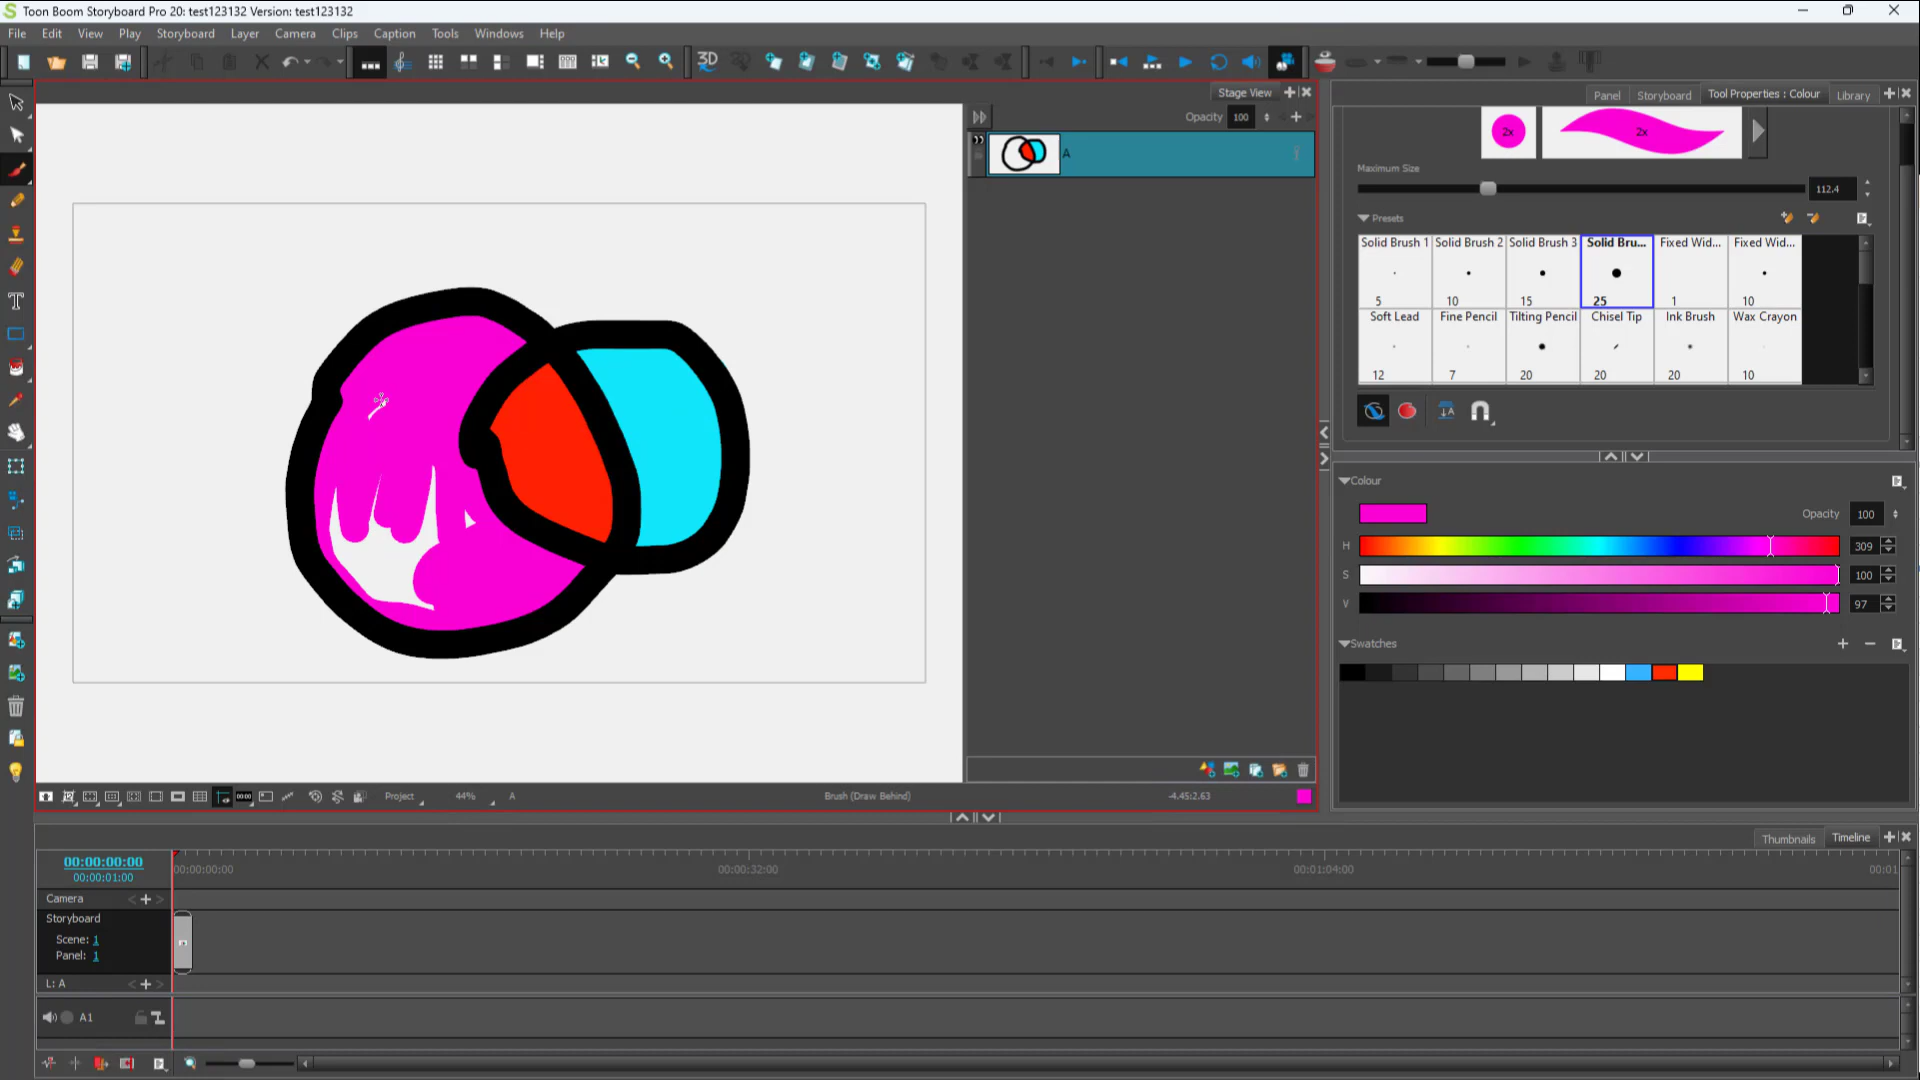 Toon Boom Storyboard Pro 20: test123132 Version: test123132
File Edit View Play Storyboard Layer Camera Clips Caption Tools Windows Help
3D
Stage View
Opacity 100
A
Panel Storyboard Tool Properties : Colour Library
2x 2x
Maximum Size
112.4
Presets
Solid Brush 1 Solid Brush 2 Solid Brush 3 Solid Bru... Fixed Wid... Fixed Wid...
5 10 15 25 1 10
Soft Lead Fine Pencil Tilting Pencil Chisel Tip Ink Brush Wax Crayon
12 7 20 20 20 10
Colour
Opacity 100
H 309
S 100
V 97
Swatches
Project 44% A Brush (Draw Behind) -4.45:2.63
Thumbnails Timeline
00:00:00:00
00:00:01:00
00:00:00:00 00:00:32:00 00:01:04:00 00:01
Camera
Storyboard
Scene: 1
Panel: 1
L: A
A1